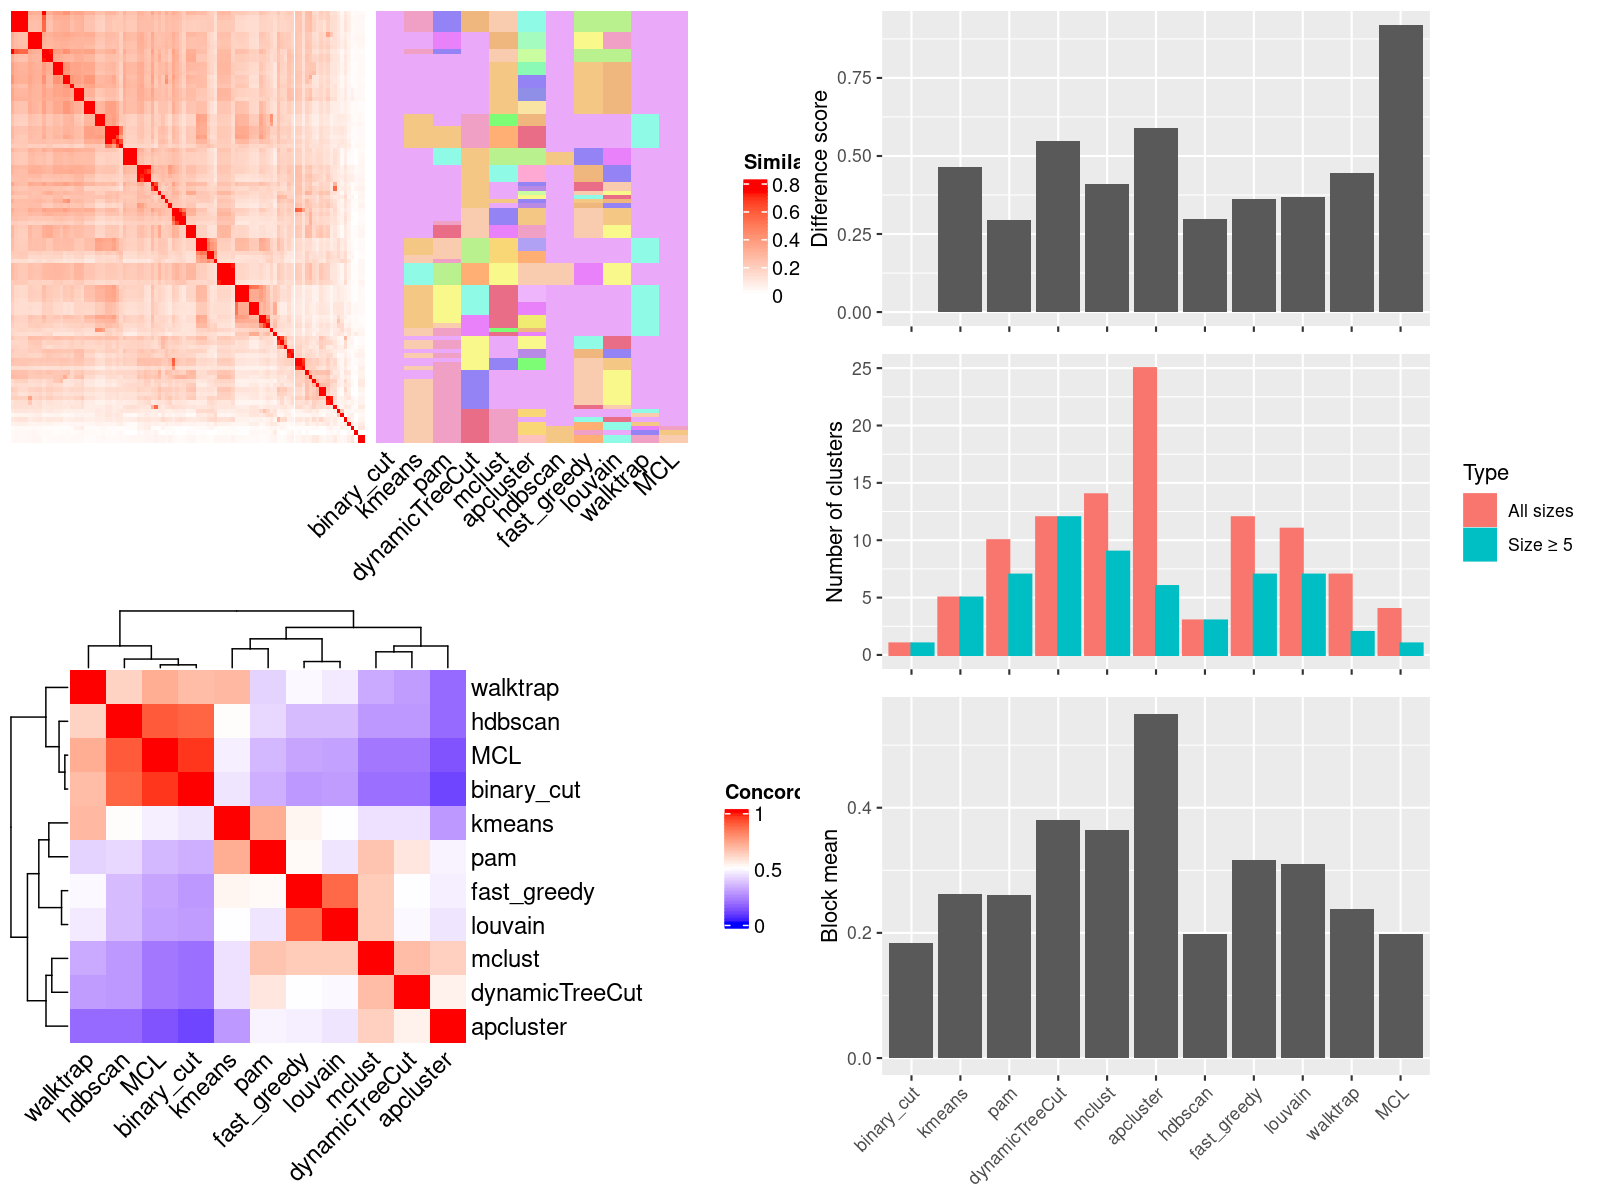 Simila
0.8
0.6
0.4
0.2
0
binary_cut
kmeans
pam
dynamicTreeCut
mclust
apcluster
hdbscan
fast_greedy
louvain
walktrap
MCL
walktrap
hdbscan
MCL
binary_cut
kmeans
pam
fast_greedy
louvain
mclust
dynamicTreeCut
apcluster
walktrap
hdbscan
MCL
binary_cut
kmeans
pam
fast_greedy
louvain
mclust
dynamicTreeCut
apcluster
Concord
1
0.5
0
Difference score
0.75
0.50
0.25
0.00
Number of clusters
25
20
15
10
5
0
Type
All sizes
Size ≥ 5
Block mean
0.4
0.2
0.0
binary_cut
kmeans
pam
dynamicTreeCut
mclust
apcluster
hdbscan
fast_greedy
louvain
walktrap
MCL